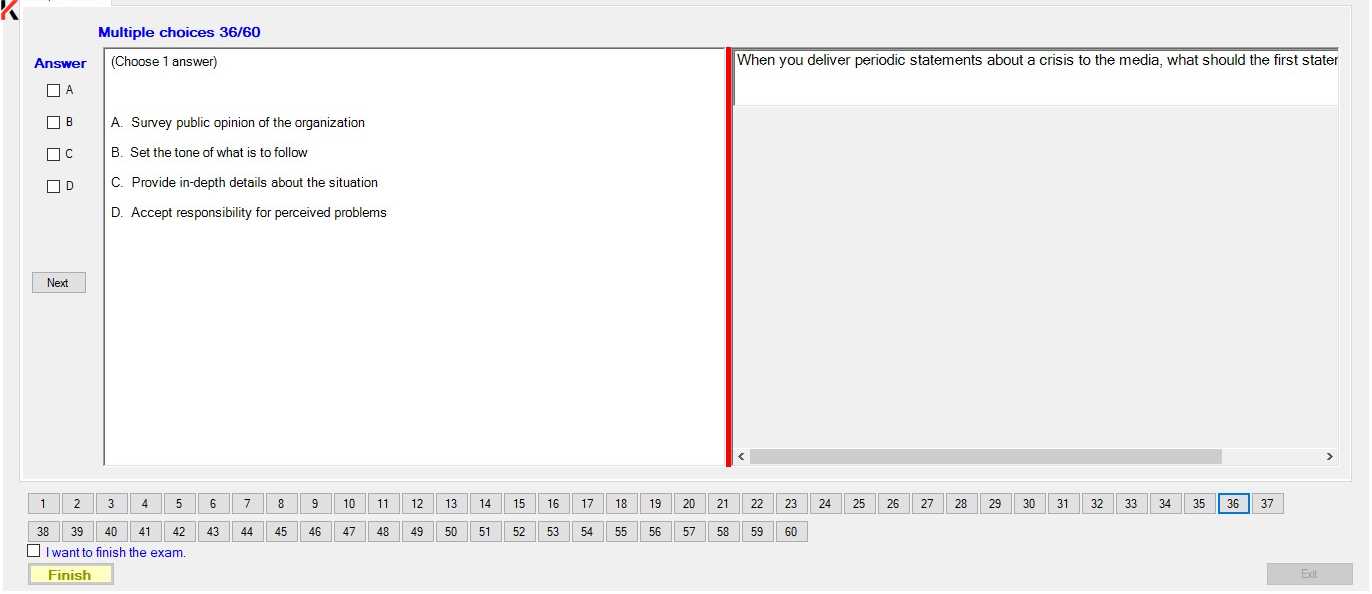 Multiple choices 36/60
Answer
A
B
C
D
Next
(Choose 1 answer)
A. Survey public opinion of the organization
B. Set the tone of what is to follow
C. Provide in-depth details about the situation
D. Accept responsibility for perceived problems
When you deliver periodic statements about a crisis to the media, what should the first
1 2 3 4 5 6 7 8 9 10 11 12 13 14 15 16 17 18 19 20 21 22 23 24 25 26 27 28 29 30 31 32 33 34 35 36 37
38 39 40 41 42 43 44 45 46 47 48 49 50 51 52 53 54 55 56 57 58 59 60
I want to finish the exam.
Finish
Exit